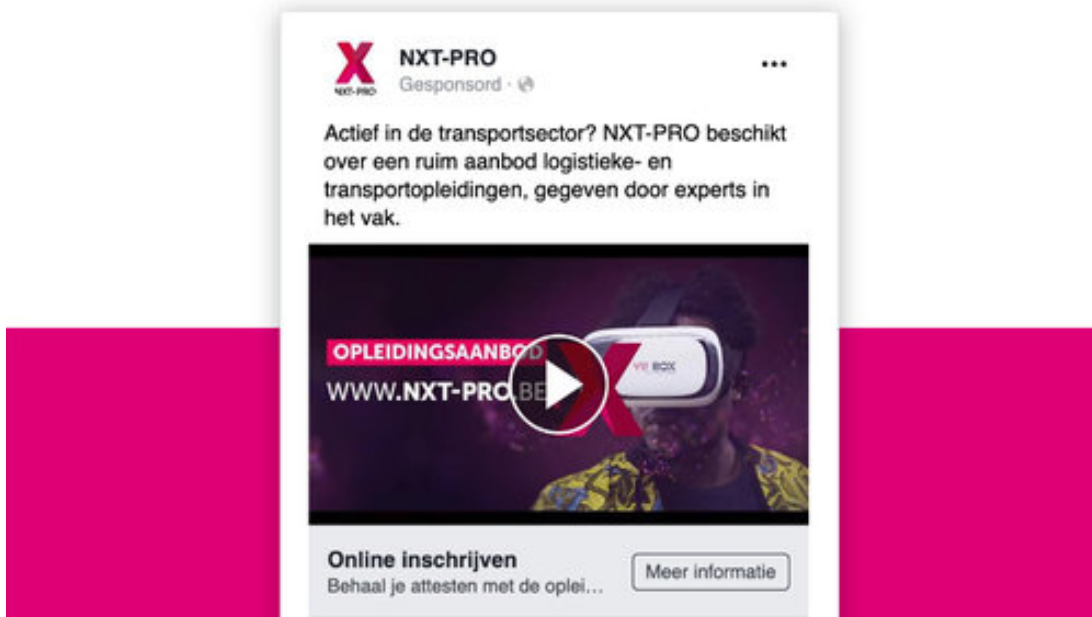 NXT-PRO
NXT-PRO
Gesponsord ·
Actief in de transportsector? NXT-PRO beschikt
over een ruim aanbod logistieke- en
transportopleidingen, gegeven door experts in
het vak.
OPLEIDINGSAANBOD
WWW.NXT-PRO.BE
VR BOX
Online inschrijven
Behaal je attesten met de oplei...
Meer informatie